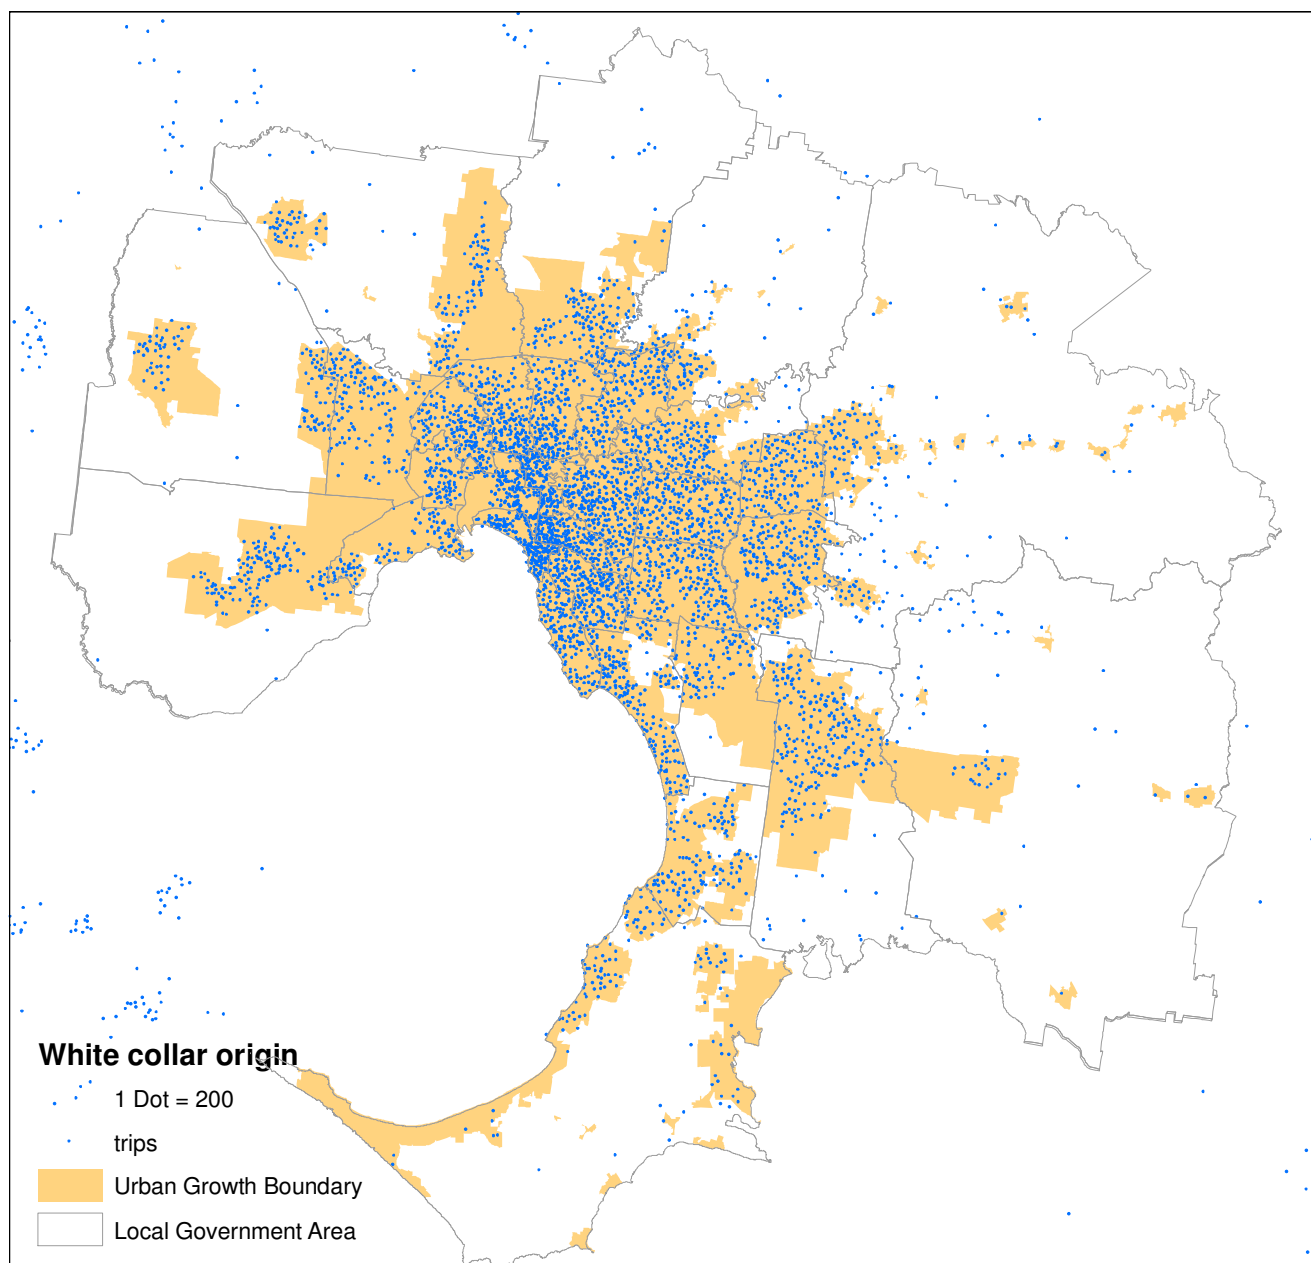 White collar origin
1 Dot = 200
trips
Urban Growth Boundary
Local Government Area